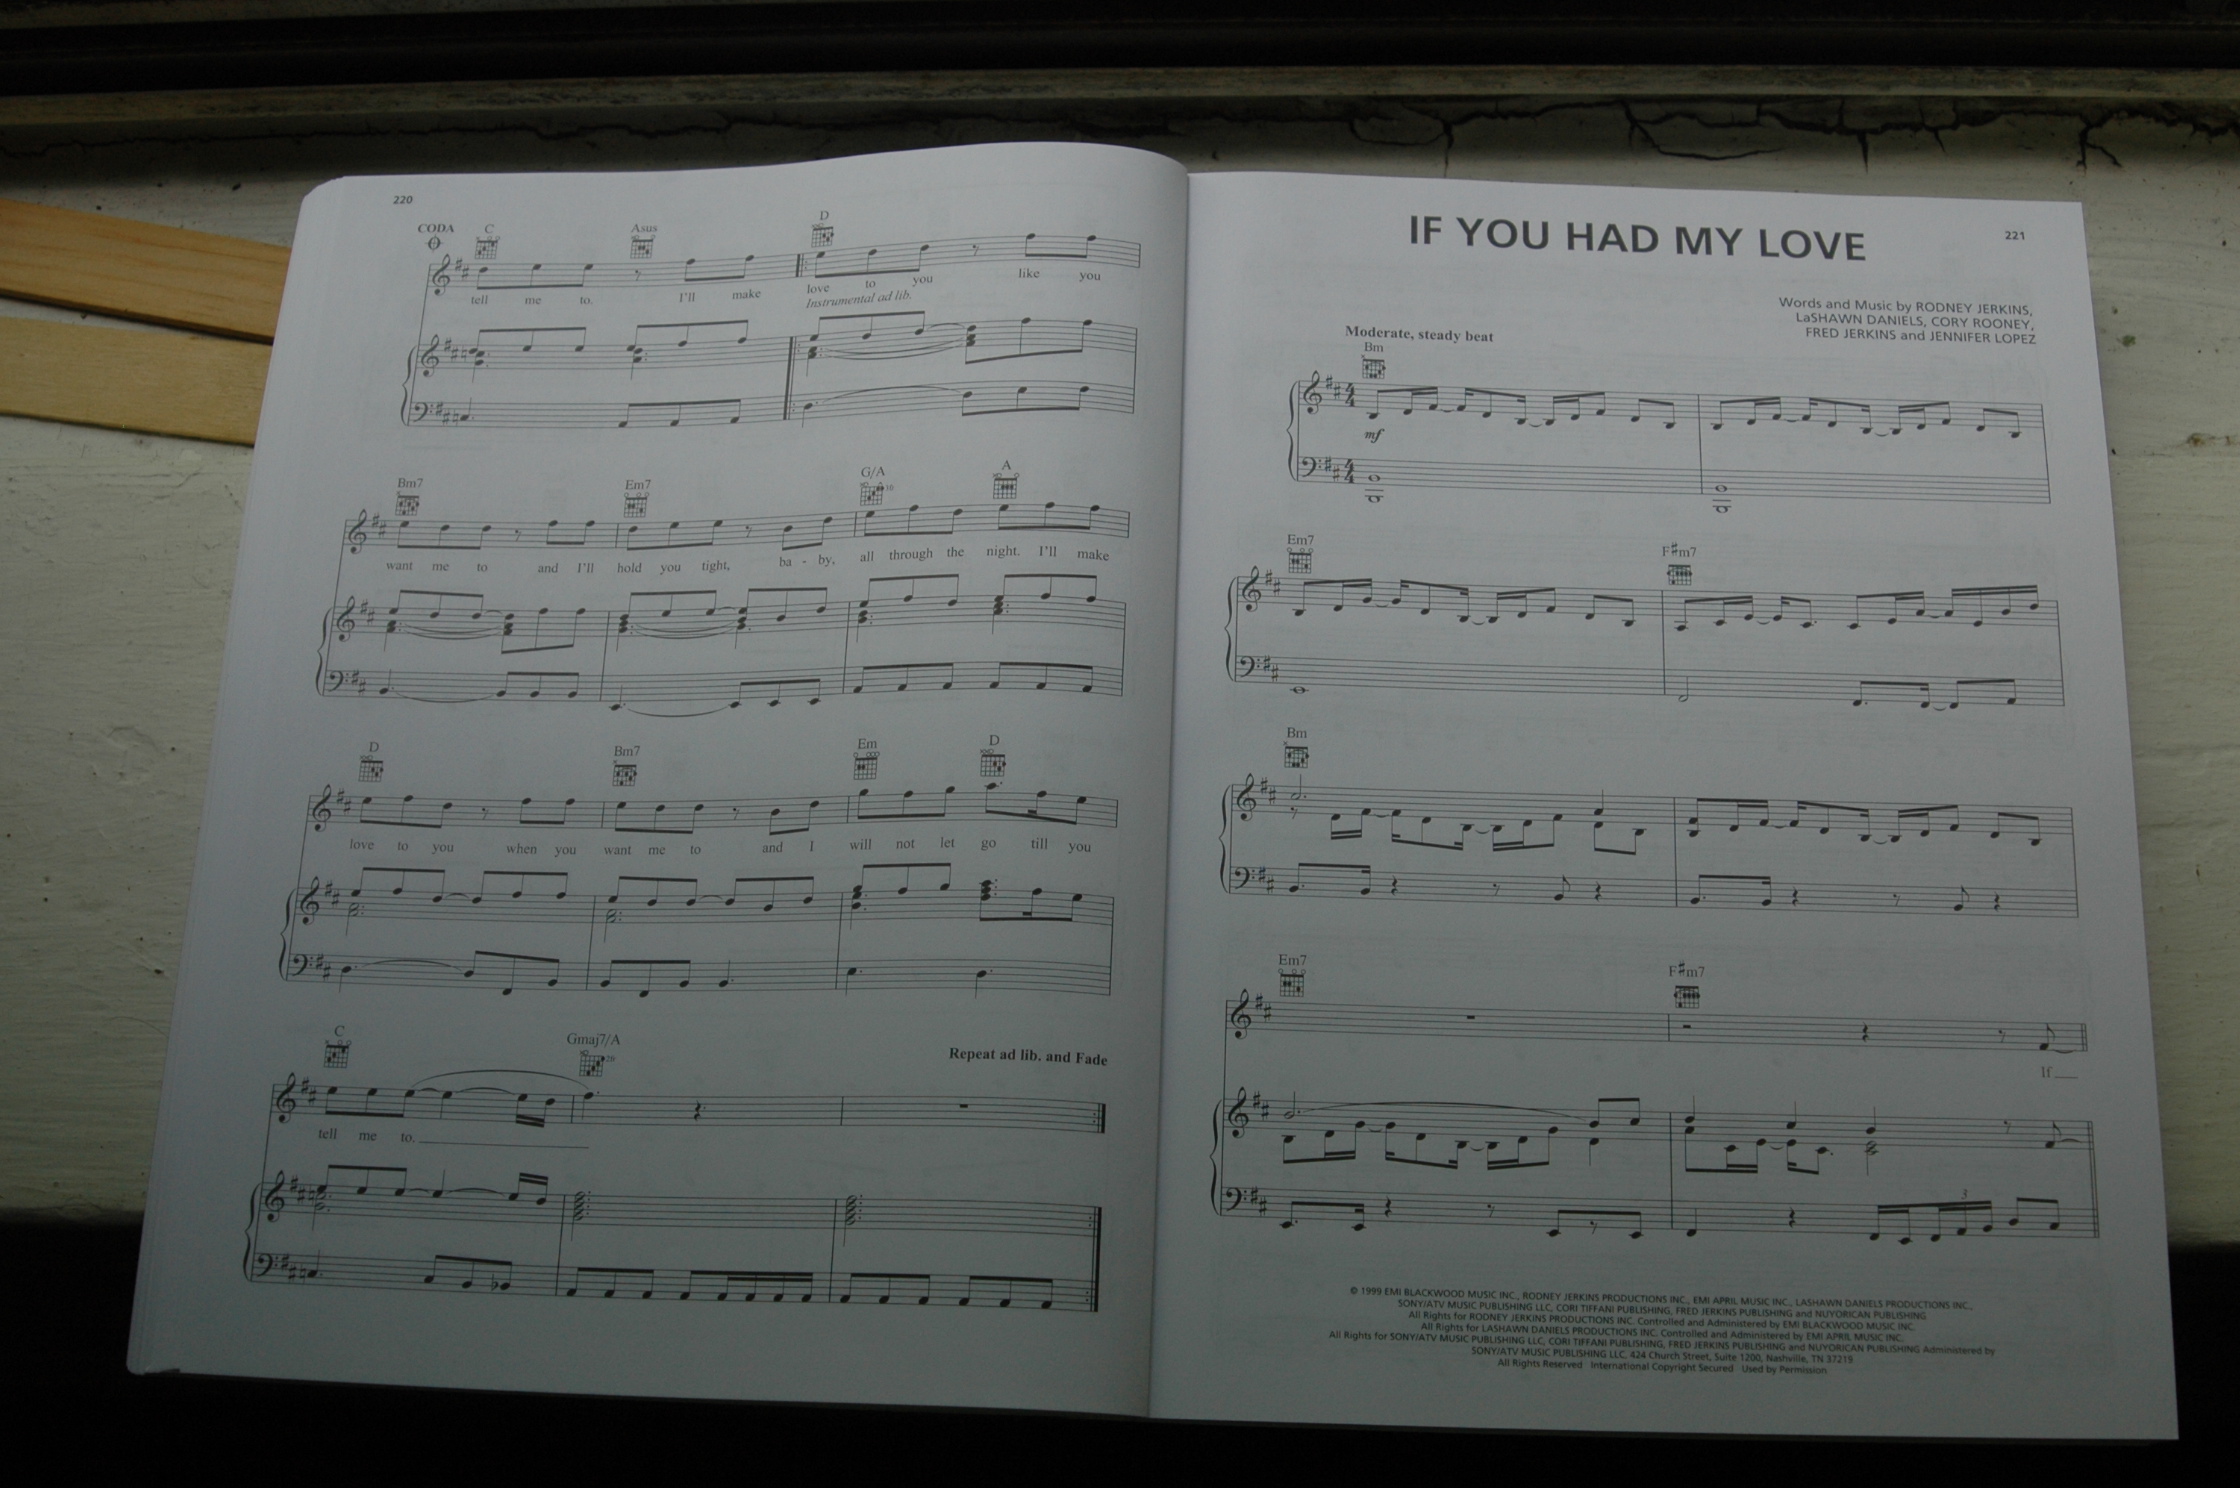 220
CODA
C Asus D
tell me to. I'll make love to you like you
Instrumental ad lib.
Bm7 Em7 G/A A
want me to and I'll hold you tight, ba - by, all through the night. I'll make
D Bm7 Em D
love to you when you want me to and I will not let go till you
C Gmaj7/A
Repeat ad lib. and Fade
tell me to.
221
IF YOU HAD MY LOVE
Words and Music by RODNEY JERKINS,
LaSHAWN DANIELS, CORY ROONEY,
FRED JERKINS and JENNIFER LOPEZ
Moderate, steady beat
Bm
mf
Em7 F#m7
Bm
Em7 F#m7
If
3
© 1999 EMI BLACKWOOD MUSIC INC., RODNEY JERKINS PRODUCTIONS INC., EMI APRIL MUSIC INC., LASHAWN DANIELS PRODUCTIONS INC.,
SONY/ATV MUSIC PUBLISHING LLC, CORI TIFFANI PUBLISHING, FRED JERKINS PUBLISHING and NUYORICAN PUBLISHING
All Rights for RODNEY JERKINS PRODUCTIONS INC. Controlled and Administered by EMI BLACKWOOD MUSIC INC.
All Rights for LASHAWN DANIELS PRODUCTIONS INC. Controlled and Administered by EMI APRIL MUSIC INC.
All Rights for SONY/ATV MUSIC PUBLISHING LLC, CORI TIFFANI PUBLISHING, FRED JERKINS PUBLISHING and NUYORICAN PUBLISHING Administered by
SONY/ATV MUSIC PUBLISHING LLC. 424 Church Street, Suite 1200, Nashville, TN 37219
All Rights Reserved International Copyright Secured Used by Permission